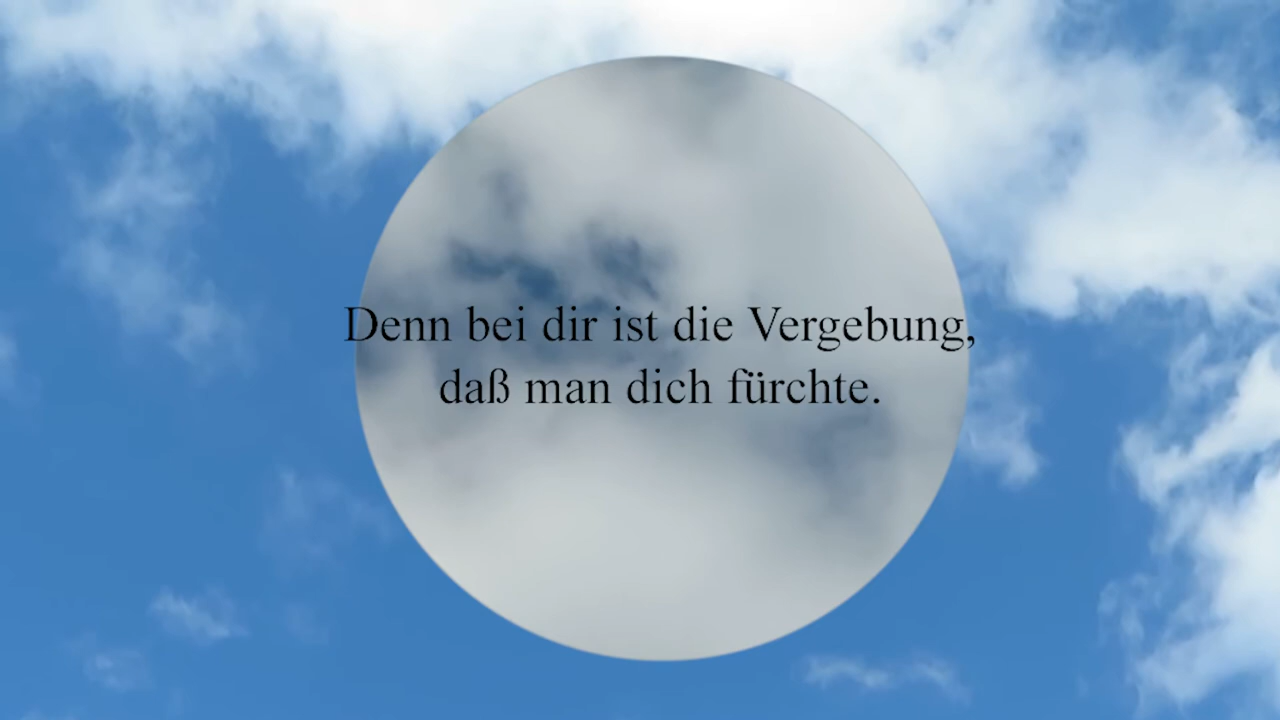 Denn bei dir ist die Vergebung,
daß man dich fürchte.